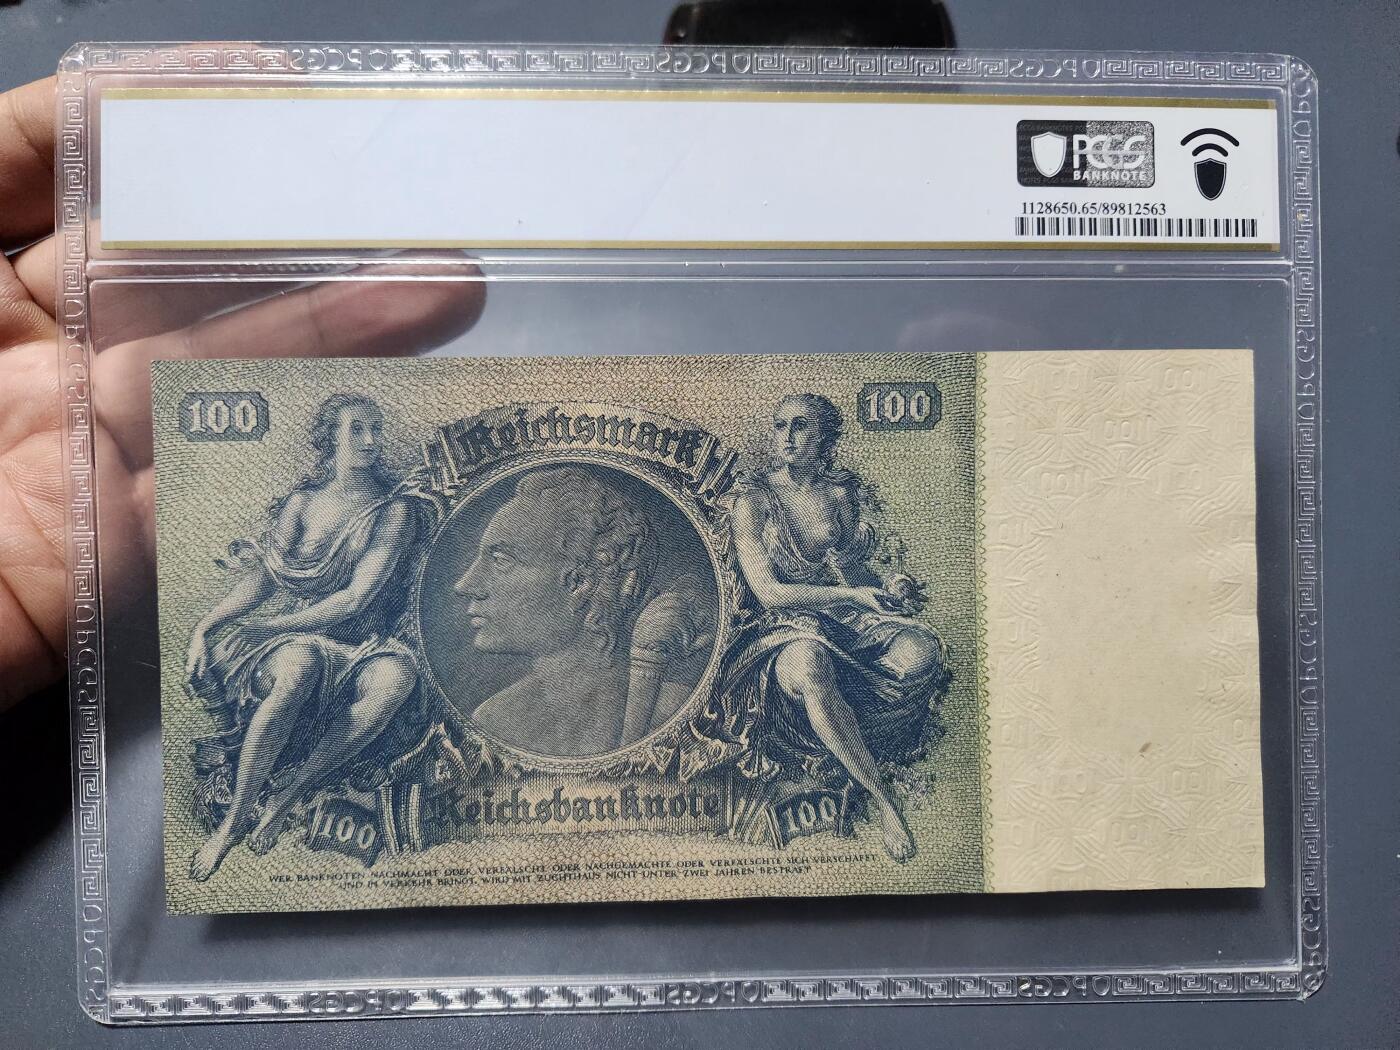 PCGS
BANKNOTE
1128650.65/89812563
100
100
Reichsmark
Reichsbanknote
100
100
WER BANKNOTEN NACHMACHT ODER VERFÄLSCHT ODER NACHGEMACHTE ODER VERFÄLSCHTE SICH VERSCHAFFT
UND IN VERKEHR BRINGT, WIRD MIT ZUCHTHAUS NICHT UNTER ZWEI JAHREN BESTRAFT